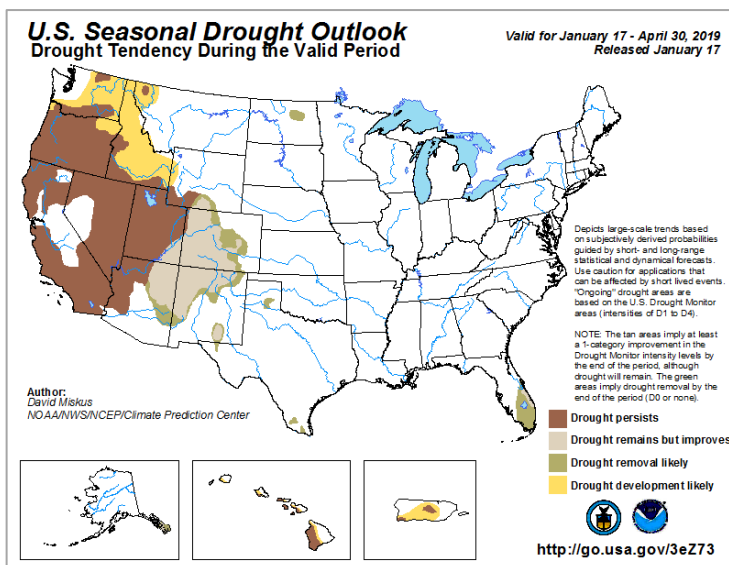 U.S. Seasonal Drought Outlook
Drought Tendency During the Valid Period
Valid for January 17 - April 30, 2019
Released January 17
Depicts large-scale trends based
on subjectively derived probabilities
guided by short- and long-range
statistical and dynamical forecasts.
Use caution for applications that
can be affected by short lived events.
"Ongoing" drought areas are
based on the U.S. Drought Monitor
areas (intensities of D1 to D4).
NOTE: The tan areas imply at least
a 1-category improvement in the
Drought Monitor intensity levels by
the end of the period, although
drought will remain. The green
areas imply drought removal by the
end of the period (D0 or none).
Author:
David Miskus
NOAA/NWS/NCEP/Climate Prediction Center
Drought persists
Drought remains but improves
Drought removal likely
Drought development likely
http://go.usa.gov/3eZ73